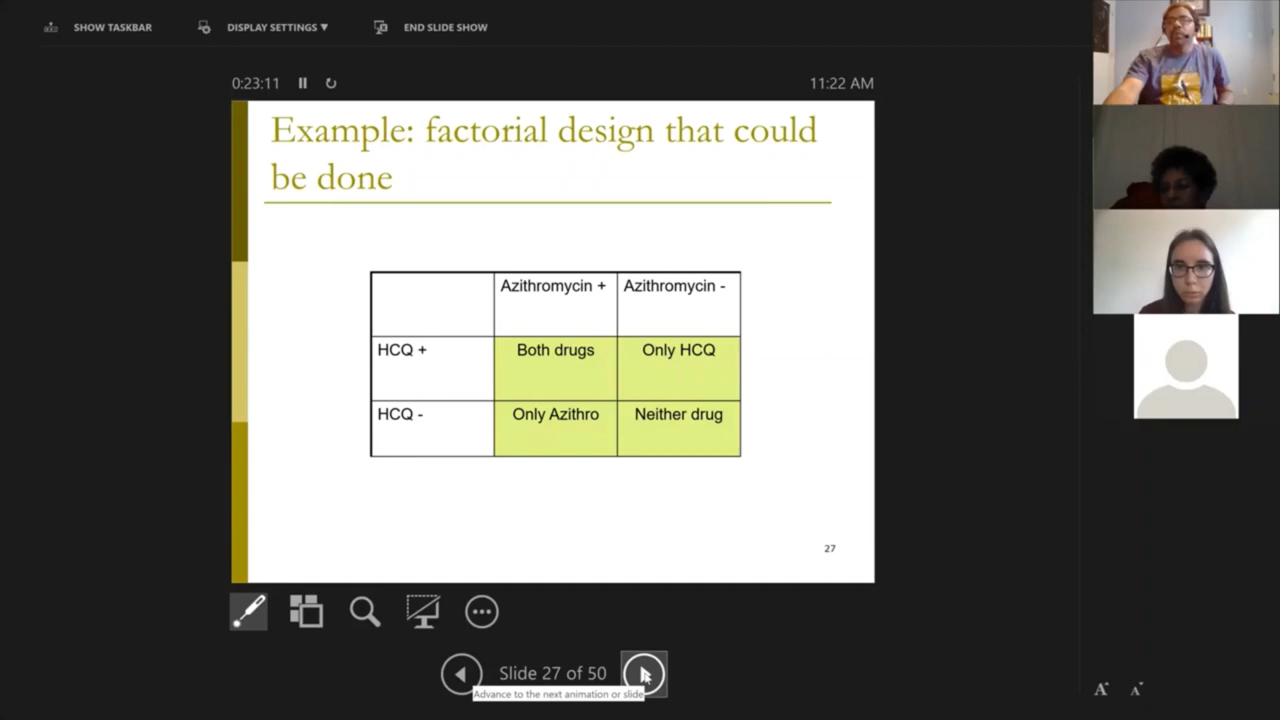 SHOW TASKBAR
DISPLAY SETTINGS ▼
END SLIDE SHOW
0:23:11
11:22 AM
Example: factorial design that could
be done
Azithromycin +
Azithromycin -
HCQ +
Both drugs
Only HCQ
HCQ -
Only Azithro
Neither drug
27
Slide 27 of 50
Advance to the next animation or slide
A
A